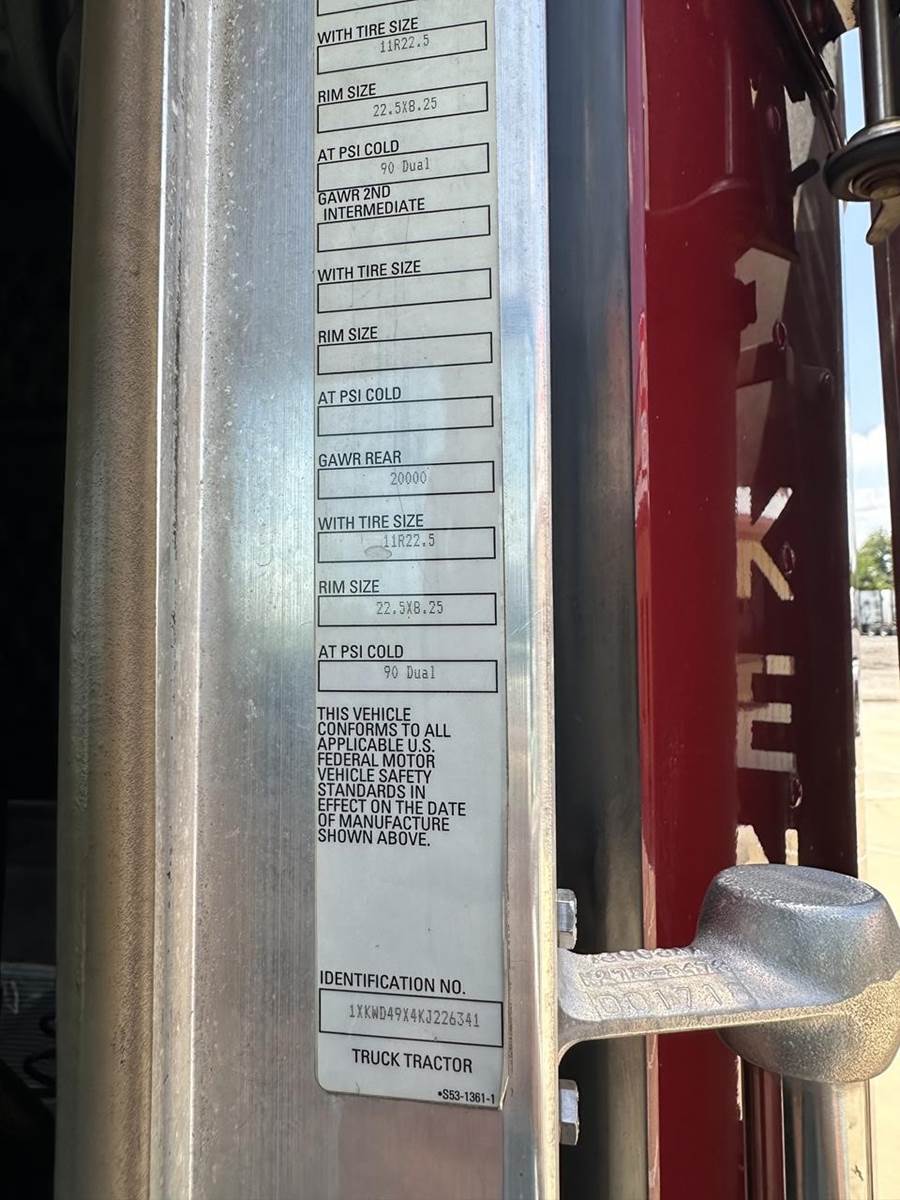 WITH TIRE SIZE
11R22.5
RIM SIZE
22.5X8.25
AT PSI COLD
90 Dual
GAWR 2ND
INTERMEDIATE
WITH TIRE SIZE
RIM SIZE
AT PSI COLD
GAWR REAR
20000
WITH TIRE SIZE
11R22.5
RIM SIZE
22.5X8.25
AT PSI COLD
90 Dual
THIS VEHICLE
CONFORMS TO ALL
APPLICABLE U.S.
FEDERAL MOTOR
VEHICLE SAFETY
STANDARDS IN
EFFECT ON THE DATE
OF MANUFACTURE
SHOWN ABOVE.
IDENTIFICATION NO.
1XKWD49X4KJ226341
TRUCK TRACTOR
•S53-1361-1
KE